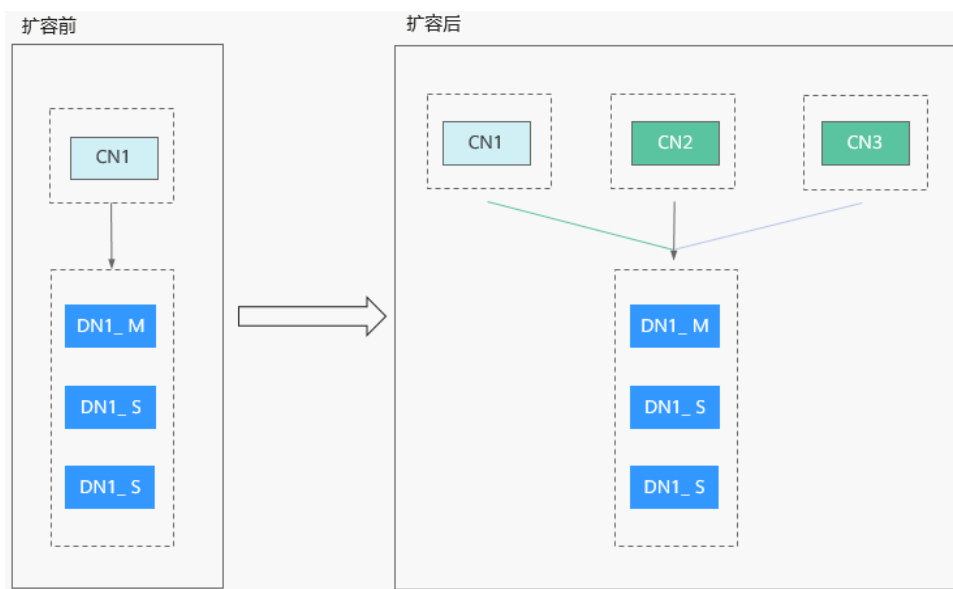 扩容前
CN1
DN1_ M
DN1_ S
DN1_ S
扩容后
CN1
CN2
CN3
DN1_ M
DN1_ S
DN1_ S